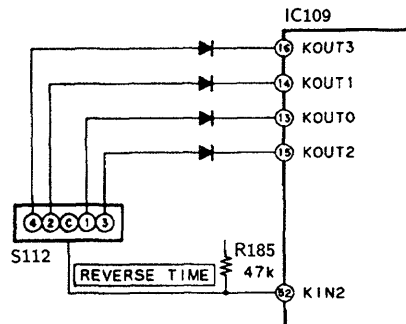 IC109
16 KOUT3
14 KOUT1
13 KOUT0
15 KOUT2
4 2 C 1 3
S112
REVERSE TIME
R185
47k
52 KIN2